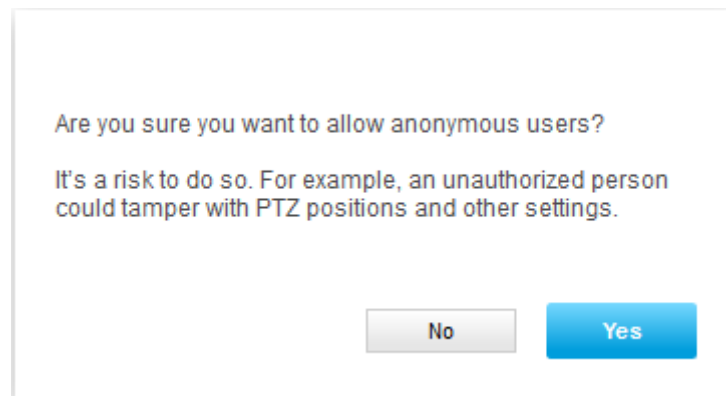 Are you sure you want to allow anonymous users?
It's a risk to do so. For example, an unauthorized person
could tamper with PTZ positions and other settings.
No
Yes